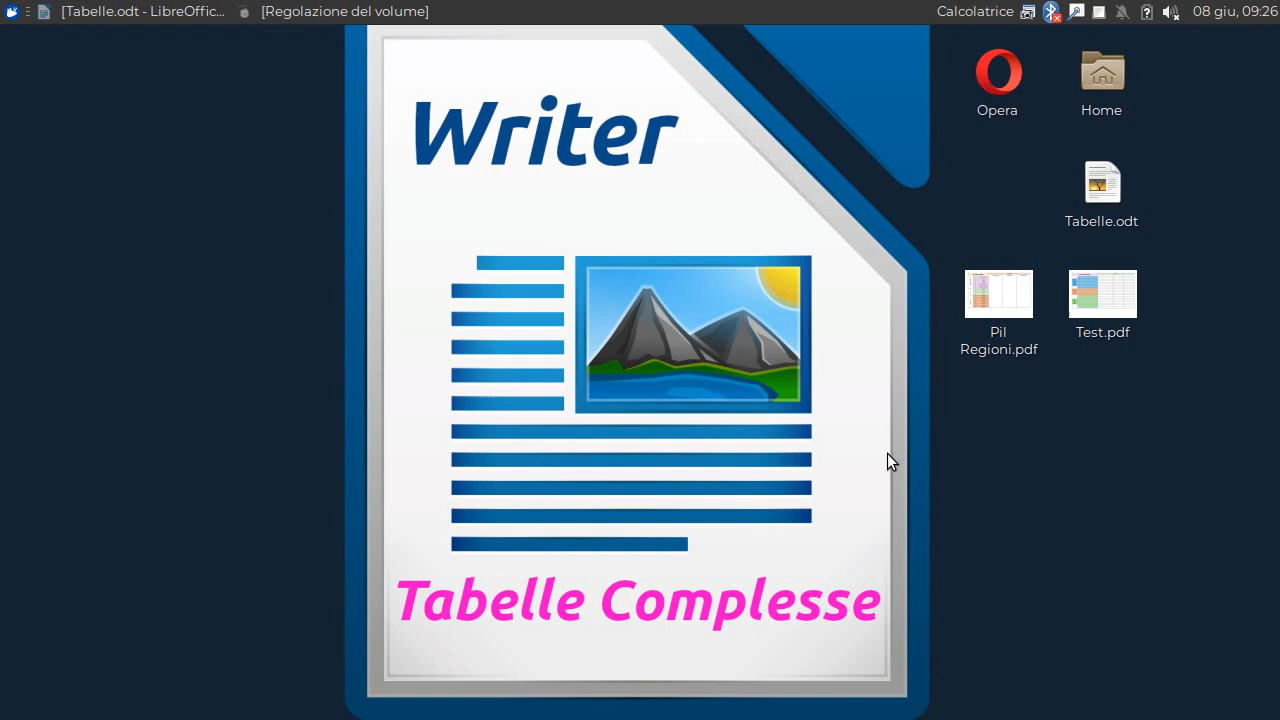 [Tabelle.odt - LibreOffic... [Regolazione del volume] Calcolatrice 08 giu, 09:26
Writer
Opera
Home
Tabelle.odt
Pil
Regioni.pdf
Test.pdf
Tabelle Complesse